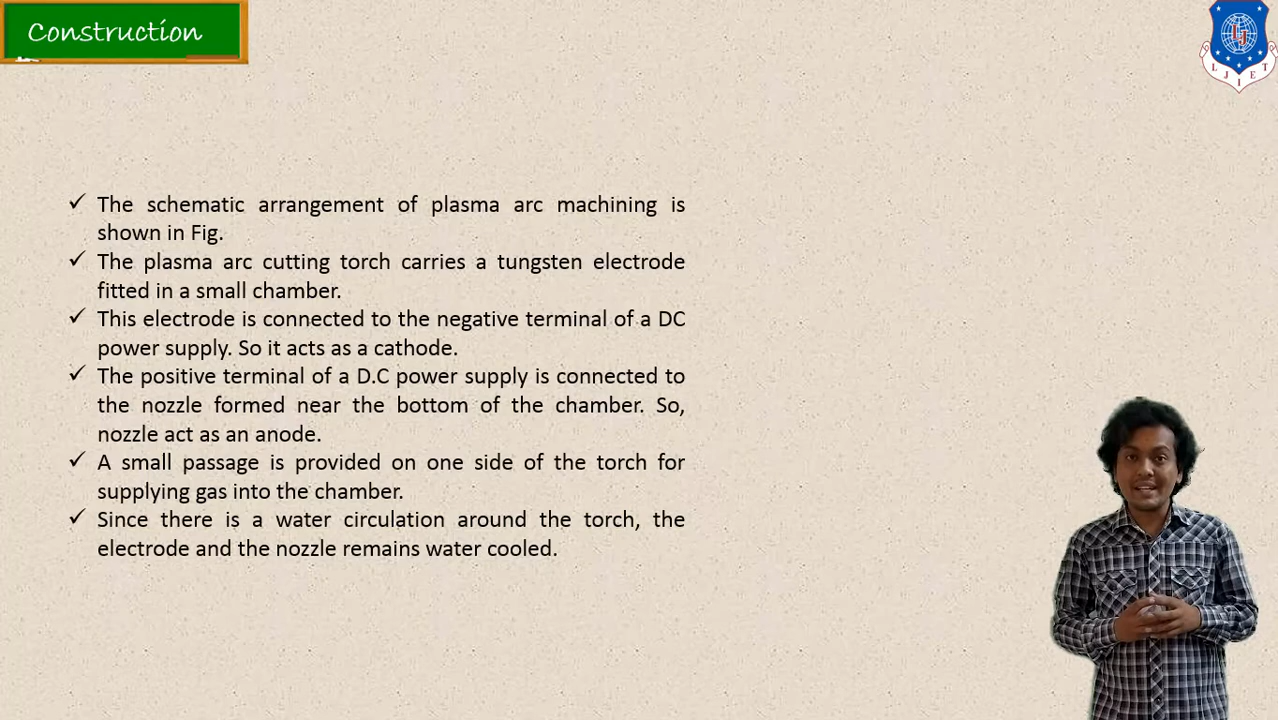 Construction
L J I E T
✓ The schematic arrangement of plasma arc machining is
shown in Fig.
✓ The plasma arc cutting torch carries a tungsten electrode
fitted in a small chamber.
✓ This electrode is connected to the negative terminal of a DC
power supply. So it acts as a cathode.
✓ The positive terminal of a D.C power supply is connected to
the nozzle formed near the bottom of the chamber. So,
nozzle act as an anode.
✓ A small passage is provided on one side of the torch for
supplying gas into the chamber.
✓ Since there is a water circulation around the torch, the
electrode and the nozzle remains water cooled.